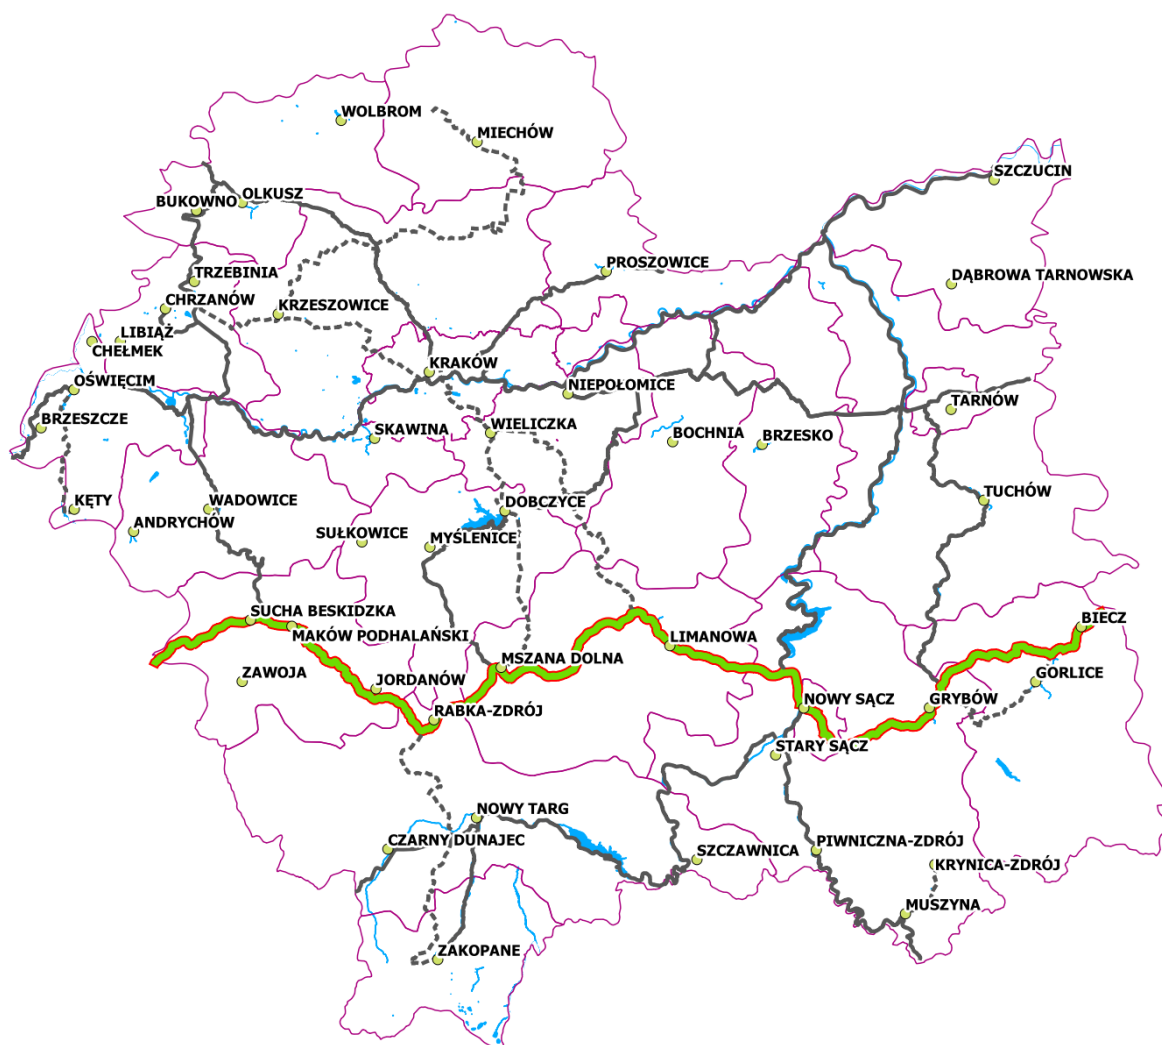 WOLBROM
MIECHÓW
SZCZUCIN
OLKUSZ
BUKOWNO
PROSZOWICE
TRZEBINIA
DĄBROWA TARNOWSKA
CHRZANÓW
KRZESZOWICE
LIBIĄŻ
CHEŁMEK
KRAKÓW
OŚWIĘCIM
NIEPOŁOMICE
TARNÓW
BRZESZCZE
SKAWINA
WIELICZKA
BOCHNIA
BRZESKO
KĘTY
WADOWICE
DOBCZYCE
TUCHÓW
ANDRYCHÓW
SUŁKOWICE
MYŚLENICE
SUCHA BESKIDZKA
BIECZ
MAKÓW PODHALAŃSKI
LIMANOWA
MSZANA DOLNA
ZAWOJA
JORDANÓW
GORLICE
RABKA-ZDRÓJ
NOWY SĄCZ
GRYBÓW
STARY SĄCZ
NOWY TARG
CZARNY DUNAJEC
SZCZAWNICA
PIWNICZNA-ZDRÓJ
KRYNICA-ZDRÓJ
MUSZYNA
ZAKOPANE